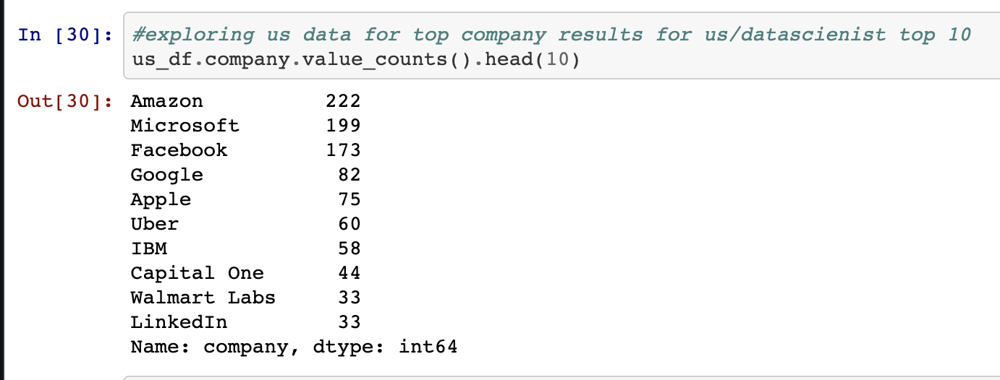 In [30]: #exploring us data for top company results for us/datascienist top 10
us_df.company.value_counts().head(10)
Out[30]: Amazon 222
Microsoft 199
Facebook 173
Google 82
Apple 75
Uber 60
IBM 58
Capital One 44
Walmart Labs 33
LinkedIn 33
Name: company, dtype: int64